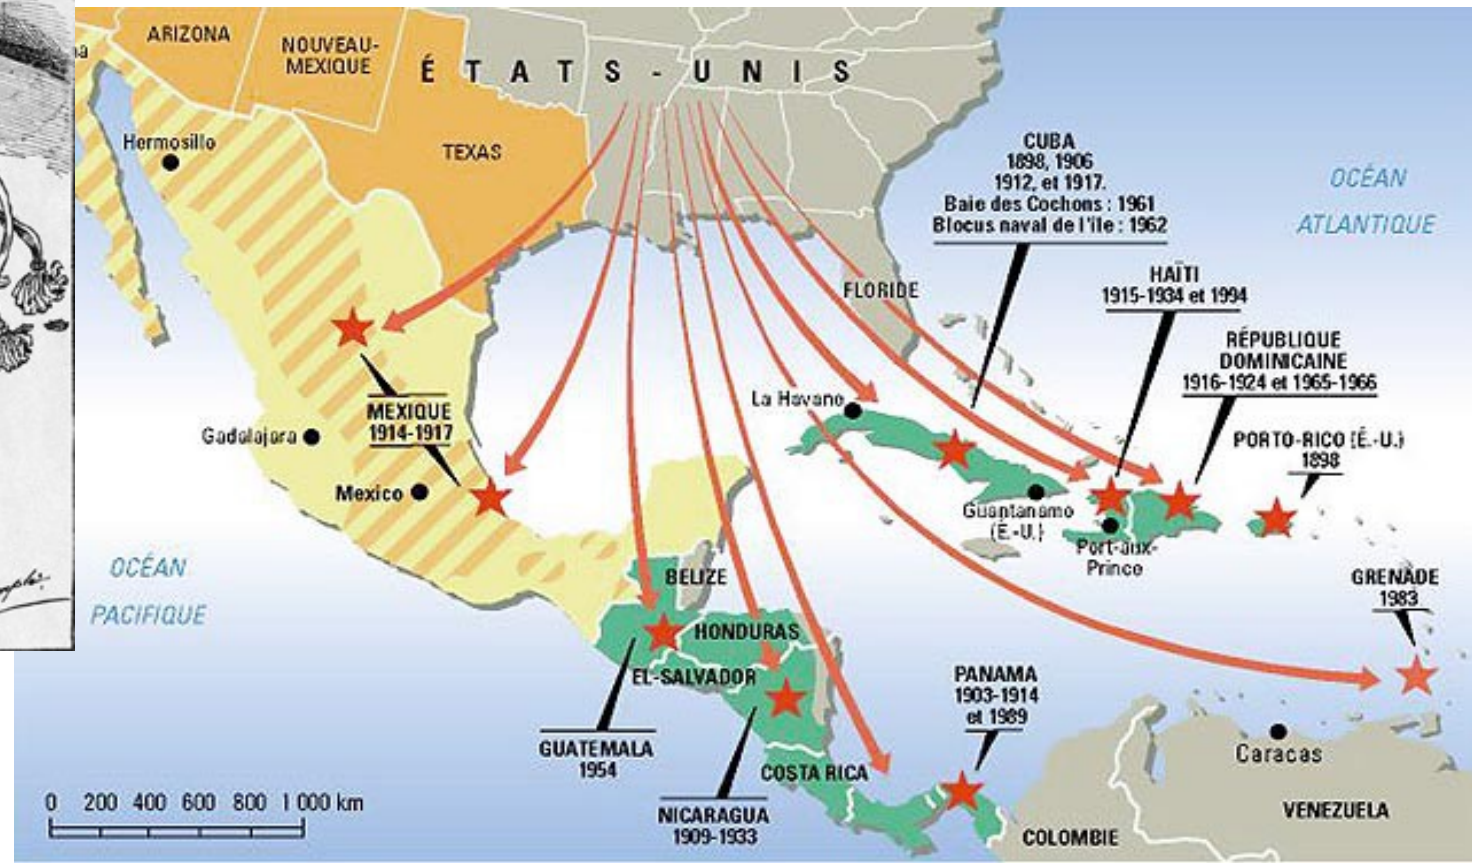 ARIZONA
NOUVEAU-
MEXIQUE
ÉTATS-UNIS
Hermosillo
TEXAS
CUBA
1898, 1906
1912, et 1917.
Baie des Cochons : 1961
Blocus naval de l'île : 1962
OCÉAN
ATLANTIQUE
FLORIDE
HAÏTI
1915-1934 et 1994
RÉPUBLIQUE
DOMINICAINE
1916-1924 et 1965-1966
La Havane
MEXIQUE
1914-1917
Gadalajara
Mexico
PORTO-RICO (É.-U.)
1898
Guantanamo
(É.-U.)
Port-aux-
Prince
OCÉAN
PACIFIQUE
BELIZE
GRENADE
1983
HONDURAS
EL-SALVADOR
PANAMA
1903-1914
et 1989
GUATEMALA
1954
COSTA RICA
Caracas
NICARAGUA
1909-1933
VENEZUELA
COLOMBIE
0 200 400 600 800 1 000 km